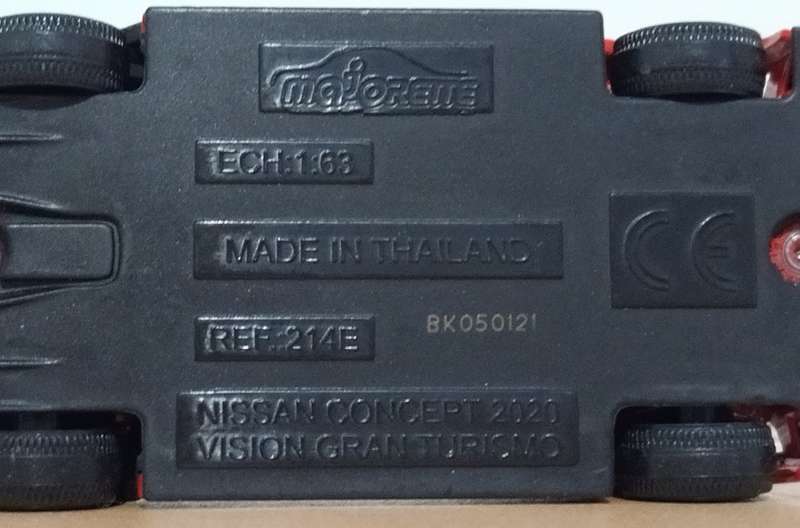 majorette
ECH:1:63
MADE IN THAILAND
CE
REF.:214E
BK050121
NISSAN CONCEPT 2020
VISION GRAN TURISMO